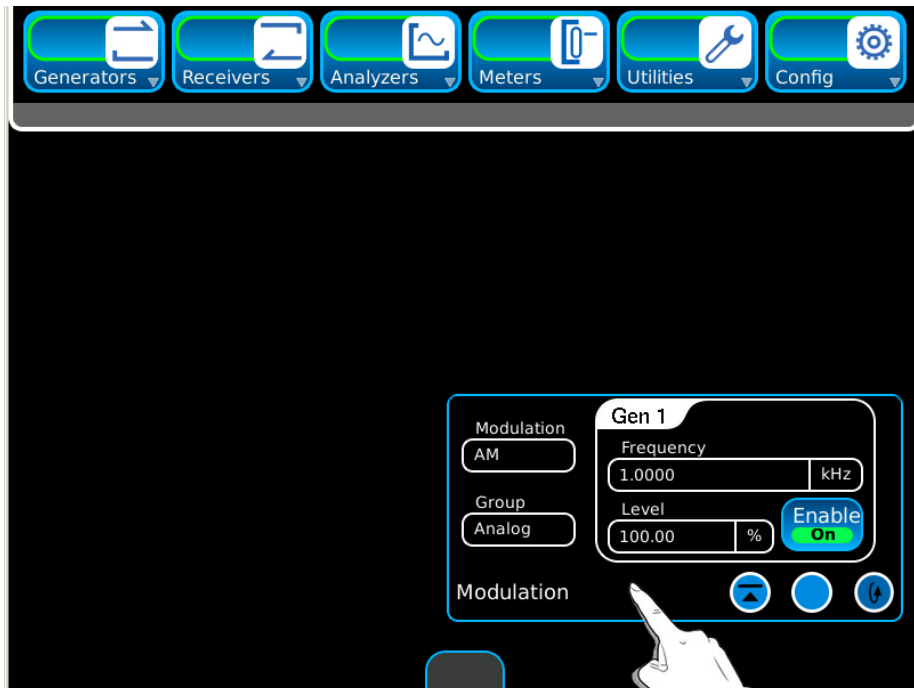 Generators Receivers Analyzers Meters Utilities Config
Gen 1
Modulation
AM
Frequency
1.0000 kHz
Group
Analog
Level
100.00 %
Enable
On
Modulation